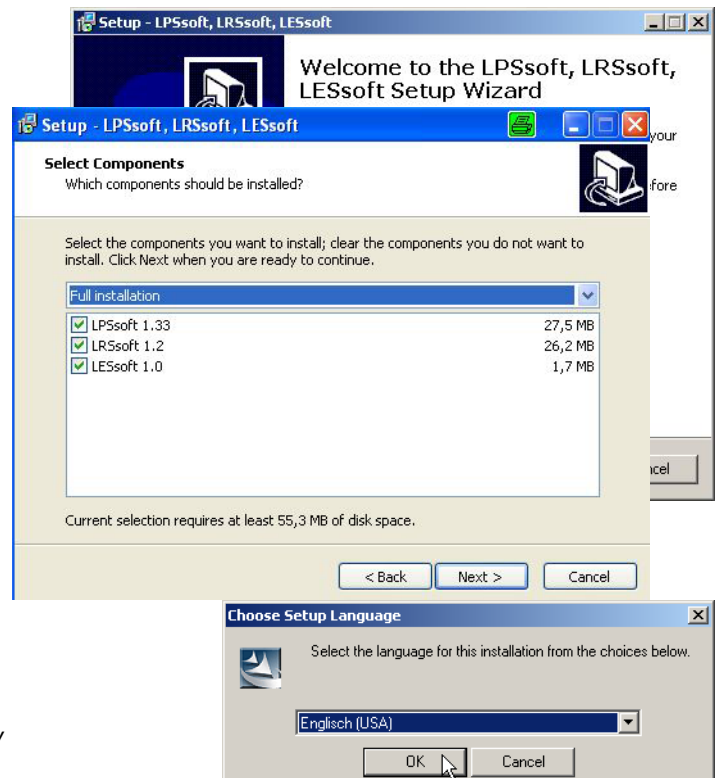 Setup - LPSsoft, LRSsoft, LESsoft
Welcome to the LPSsoft, LRSsoft,
LESsoft Setup Wizard
your
Setup - LPSsoft, LRSsoft, LESsoft
Select Components
Which components should be installed?
fore
Select the components you want to install; clear the components you do not want to
install. Click Next when you are ready to continue.
Full installation
LPSsoft 1.33 27,5 MB
LRSsoft 1.2 26,2 MB
LESsoft 1.0 1,7 MB
cel
Current selection requires at least 55,3 MB of disk space.
< Back Next > Cancel
Choose Setup Language
Select the language for this installation from the choices below.
Englisch (USA)
OK Cancel